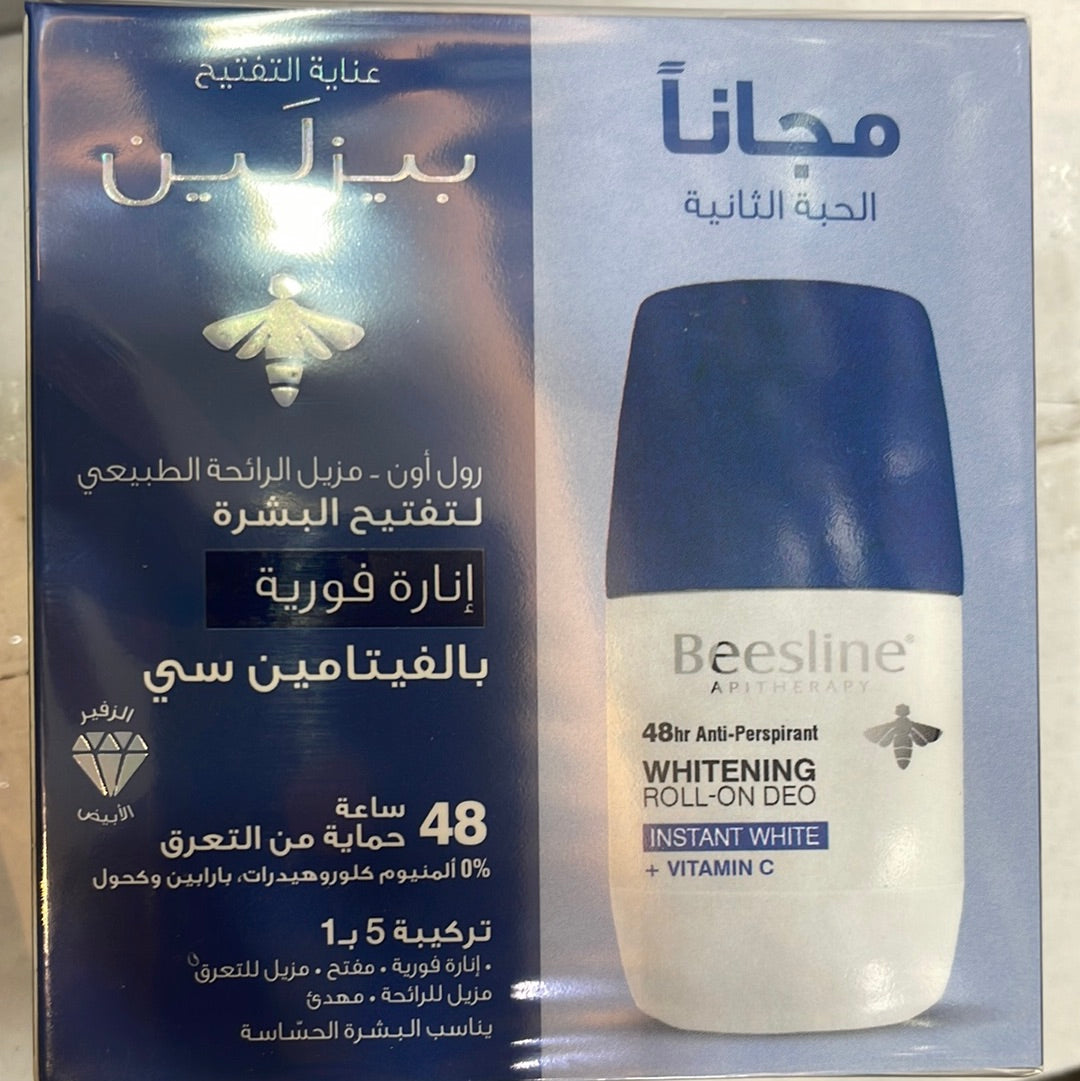 عناية التفتيح
بيزلَين
رول أون - مزيل الرائحة الطبيعي
لتفتيح البشرة
إنارة فورية
بالفيتامين سي
الزفير
الأبيض
48 ساعة
حماية من التعرق
0% ألمنيوم كلوروهيدرات، بارابين وكحول
تركيبة 5 بـ1
• إنارة فورية • مفتح • مزيل للتعرق
مزيل للرائحة • مهدئ
يناسب البشرة الحسّاسة
مجاناً
الحبة الثانية
Beesline®
APITHERAPY
48hr Anti-Perspirant
WHITENING
ROLL-ON DEO
INSTANT WHITE
+ VITAMIN C